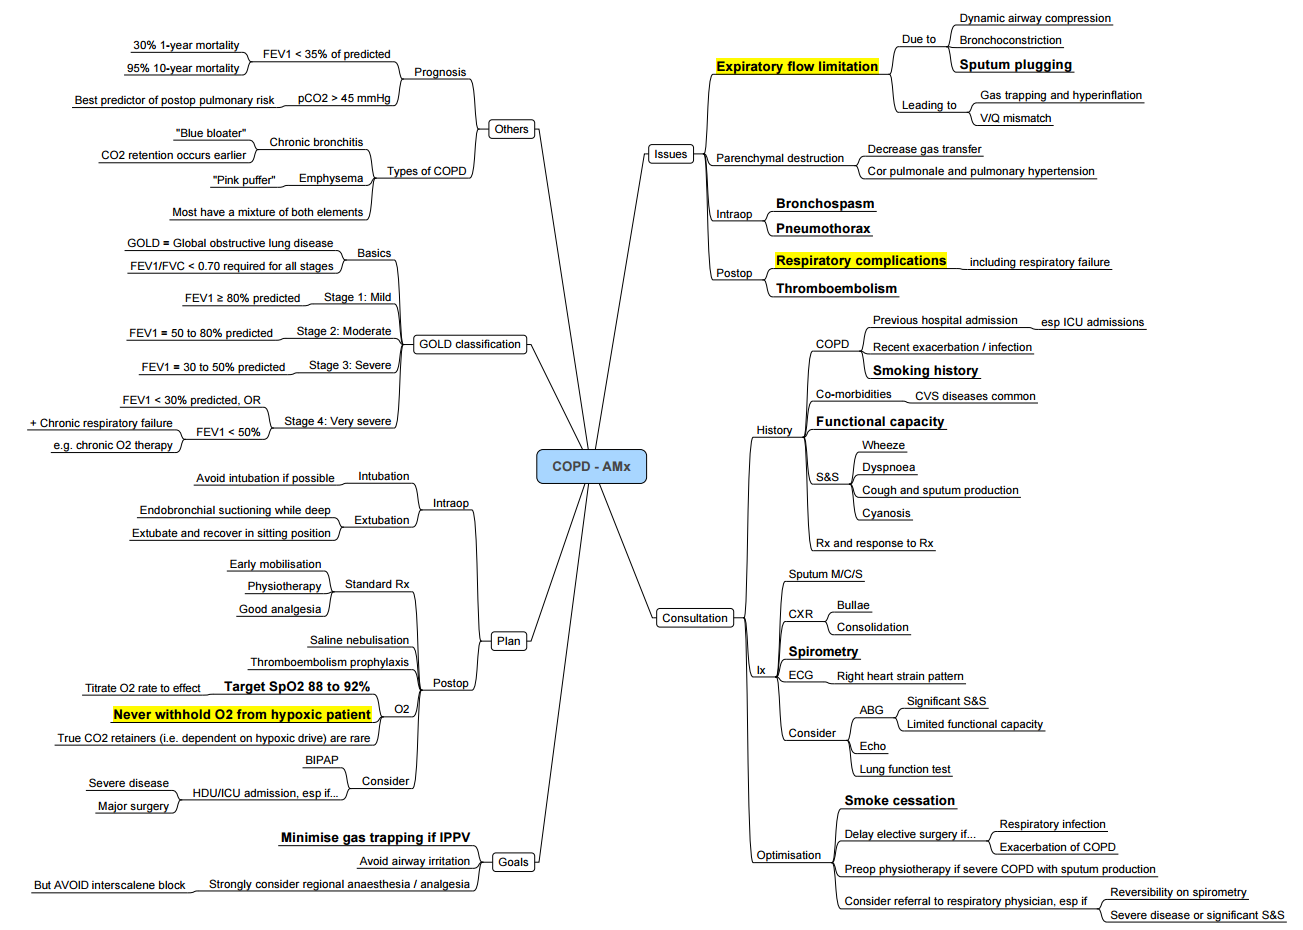 COPD - AMx
Issues
Expiratory flow limitation
Due to
Dynamic airway compression
Bronchoconstriction
Sputum plugging
Leading to
Gas trapping and hyperinflation
V/Q mismatch
Parenchymal destruction
Decrease gas transfer
Cor pulmonale and pulmonary hypertension
Intraop
Bronchospasm
Pneumothorax
Postop
Respiratory complications
including respiratory failure
Thromboembolism
Consultation
History
COPD
Previous hospital admission
esp ICU admissions
Recent exacerbation / infection
Smoking history
Co-morbidities
CVS diseases common
Functional capacity
S&S
Wheeze
Dyspnoea
Cough and sputum production
Cyanosis
Rx and response to Rx
Ix
Sputum M/C/S
CXR
Bullae
Consolidation
Spirometry
ECG
Right heart strain pattern
Consider
ABG
Significant S&S
Limited functional capacity
Echo
Lung function test
Optimisation
Smoke cessation
Delay elective surgery if...
Respiratory infection
Exacerbation of COPD
Preop physiotherapy if severe COPD with sputum production
Consider referral to respiratory physician, esp if
Reversibility on spirometry
Severe disease or significant S&S
Others
Prognosis
FEV1 < 35% of predicted
30% 1-year mortality
95% 10-year mortality
pCO2 > 45 mmHg
Best predictor of postop pulmonary risk
Types of COPD
Chronic bronchitis
"Blue bloater"
CO2 retention occurs earlier
Emphysema
"Pink puffer"
Most have a mixture of both elements
GOLD classification
Basics
GOLD = Global obstructive lung disease
FEV1/FVC < 0.70 required for all stages
Stage 1: Mild
FEV1 ≥ 80% predicted
Stage 2: Moderate
FEV1 = 50 to 80% predicted
Stage 3: Severe
FEV1 = 30 to 50% predicted
Stage 4: Very severe
FEV1 < 30% predicted, OR
FEV1 < 50%
+ Chronic respiratory failure
e.g. chronic O2 therapy
Plan
Intraop
Intubation
Avoid intubation if possible
Extubation
Endobronchial suctioning while deep
Extubate and recover in sitting position
Postop
Standard Rx
Early mobilisation
Physiotherapy
Good analgesia
Saline nebulisation
Thromboembolism prophylaxis
O2
Target SpO2 88 to 92%
Titrate O2 rate to effect
Never withhold O2 from hypoxic patient
True CO2 retainers (i.e. dependent on hypoxic drive) are rare
Consider
BIPAP
HDU/ICU admission, esp if...
Severe disease
Major surgery
Goals
Minimise gas trapping if IPPV
Avoid airway irritation
Strongly consider regional anaesthesia / analgesia
But AVOID interscalene block